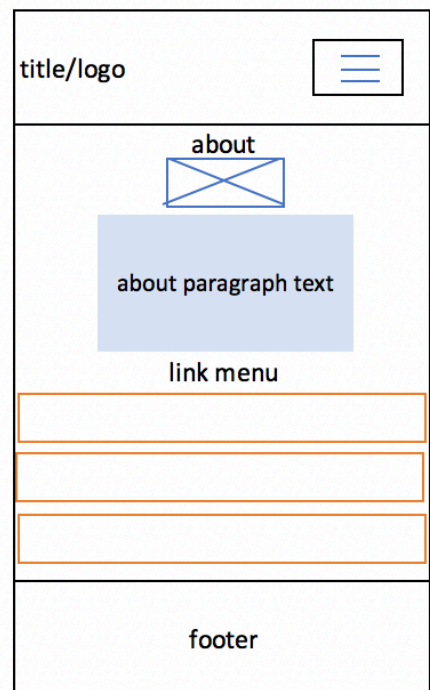 title/logo
about
about paragraph text
link menu
footer